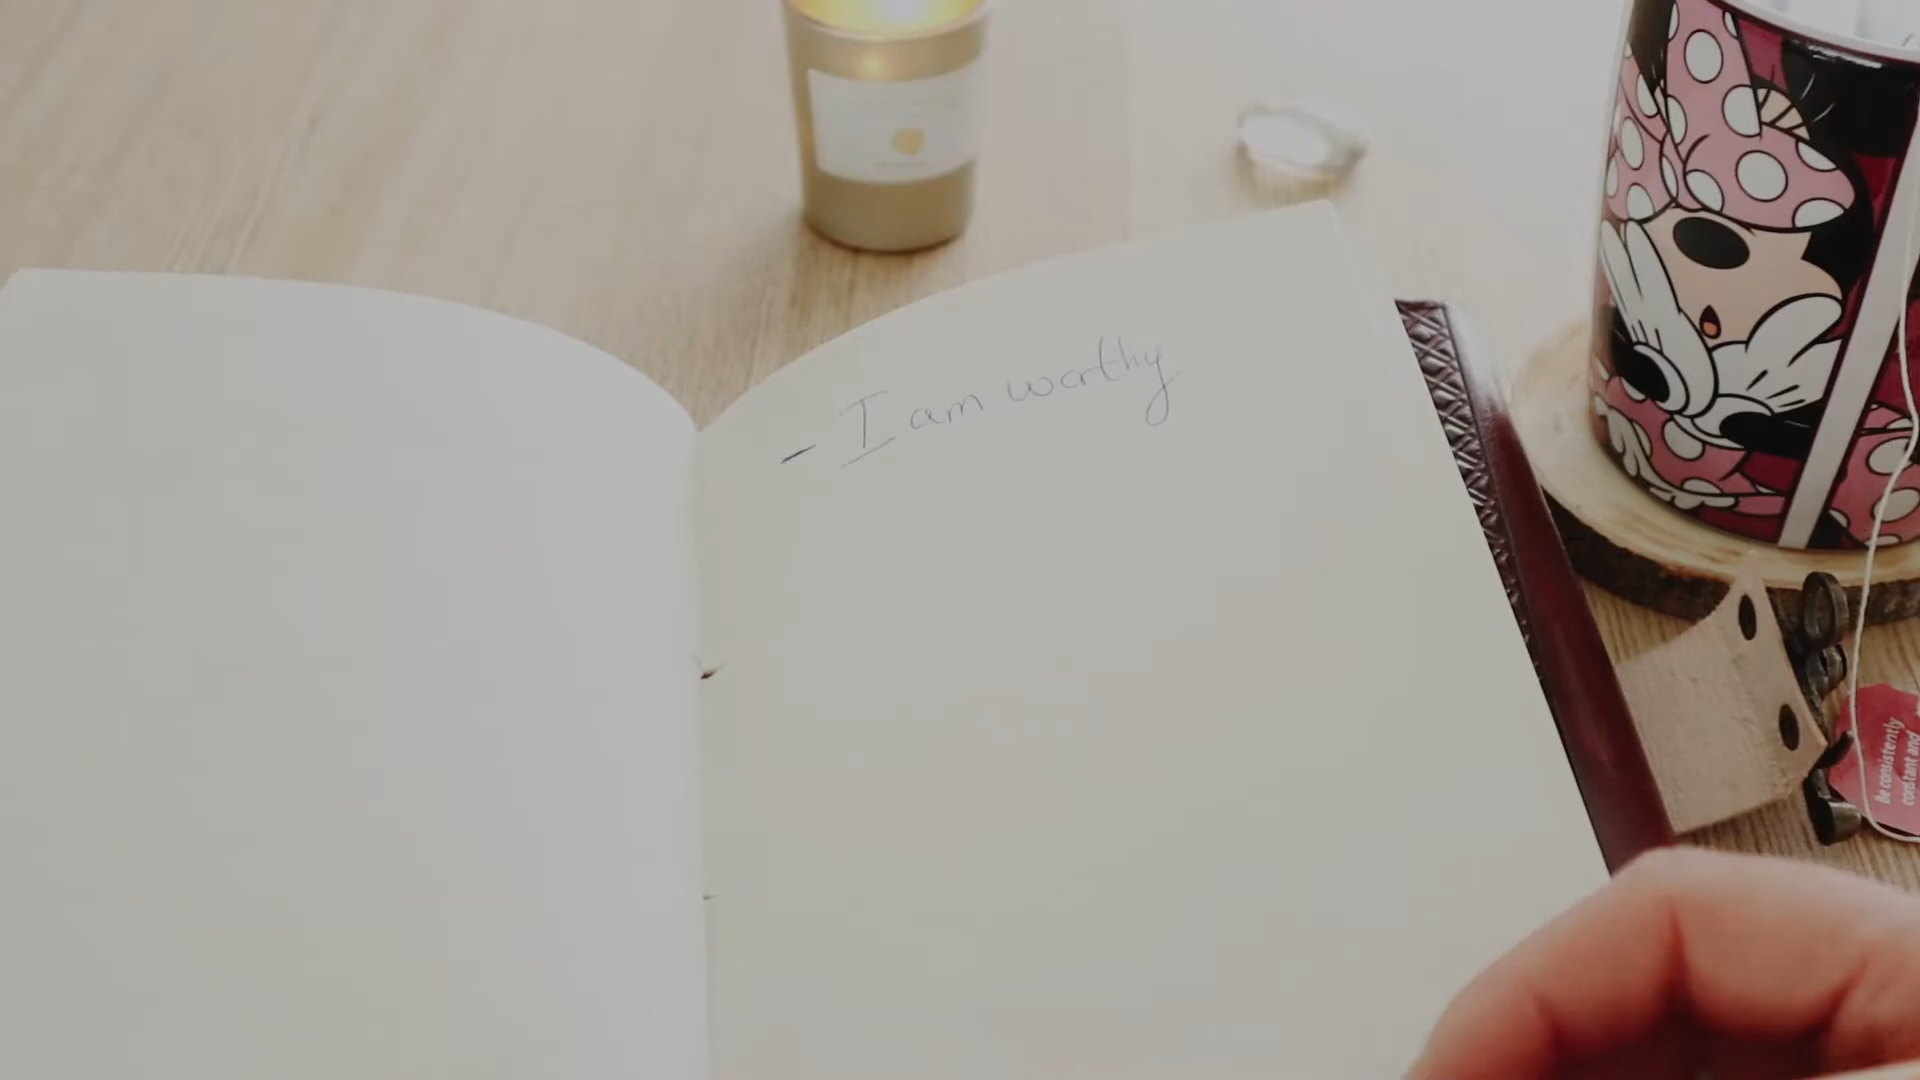 - I am worthy
Be consistently
constant and